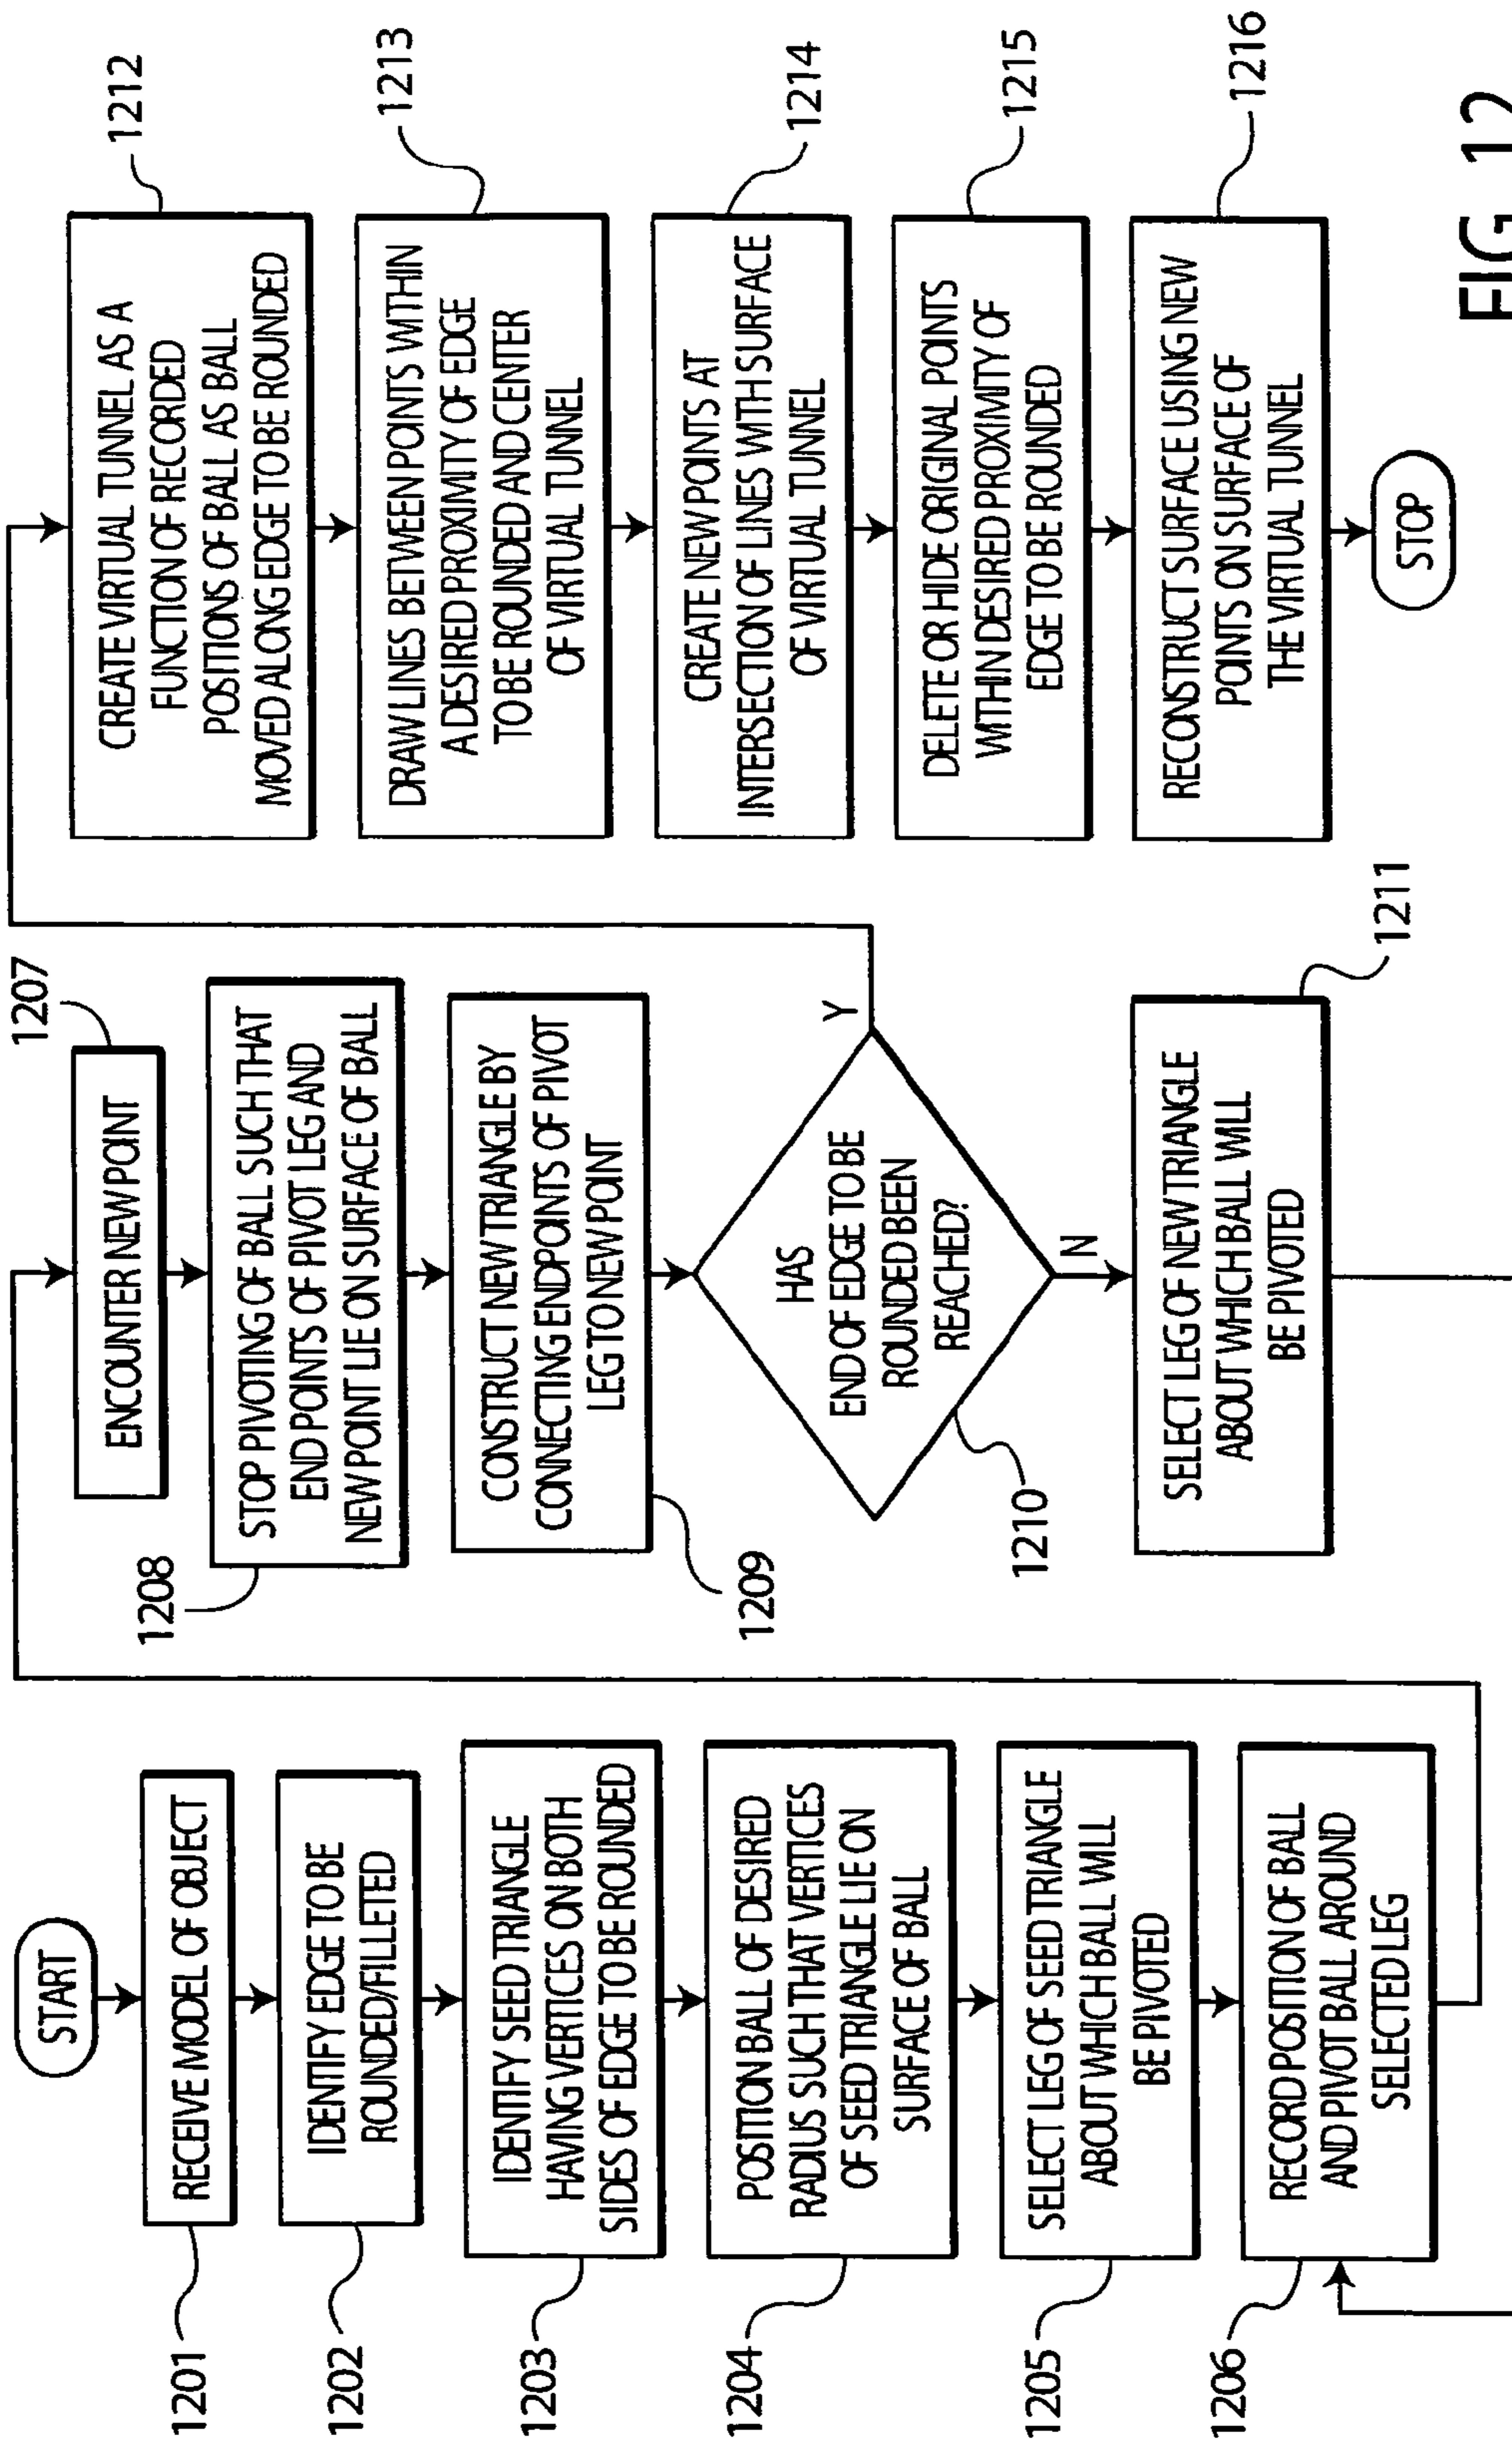 START
1201
RECEIVE MODEL OF OBJECT
1202
IDENTIFY EDGE TO BE
ROUNDED/FILLETED
1203
IDENTIFY SEED TRIANGLE
HAVING VERTICES ON BOTH
SIDES OF EDGE TO BE ROUNDED
1204
POSITION BALL OF DESIRED
RADIUS SUCH THAT VERTICES
OF SEED TRIANGLE LIE ON
SURFACE OF BALL
1205
SELECT LEG OF SEED TRIANGLE
ABOUT WHICH BALL WILL
BE PIVOTED
1206
RECORD POSITION OF BALL
AND PIVOT BALL AROUND
SELECTED LEG
1207
ENCOUNTER NEW POINT
1208
STOP PIVOTING OF BALL SUCH THAT
END POINTS OF PIVOT LEG AND
NEW POINT LIE ON SURFACE OF BALL
1209
CONSTRUCT NEW TRIANGLE BY
CONNECTING ENDPOINTS OF PIVOT
LEG TO NEW POINT
1210
HAS
END OF EDGE TO BE
ROUNDED BEEN
REACHED?
Y
N
1211
SELECT LEG OF NEW TRIANGLE
ABOUT WHICH BALL WILL
BE PIVOTED
1212
CREATE VIRTUAL TUNNEL AS A
FUNCTION OF RECORDED
POSITIONS OF BALL AS BALL
MOVED ALONG EDGE TO BE ROUNDED
1213
DRAW LINES BETWEEN POINTS WITHIN
A DESIRED PROXIMITY OF EDGE
TO BE ROUNDED AND CENTER
OF VIRTUAL TUNNEL
1214
CREATE NEW POINTS AT
INTERSECTION OF LINES WITH SURFACE
OF VIRTUAL TUNNEL
1215
DELETE OR HIDE ORIGINAL POINTS
WITHIN DESIRED PROXIMITY OF
EDGE TO BE ROUNDED
1216
RECONSTRUCT SURFACE USING NEW
POINTS ON SURFACE OF
THE VIRTUAL TUNNEL
STOP
FIG 12